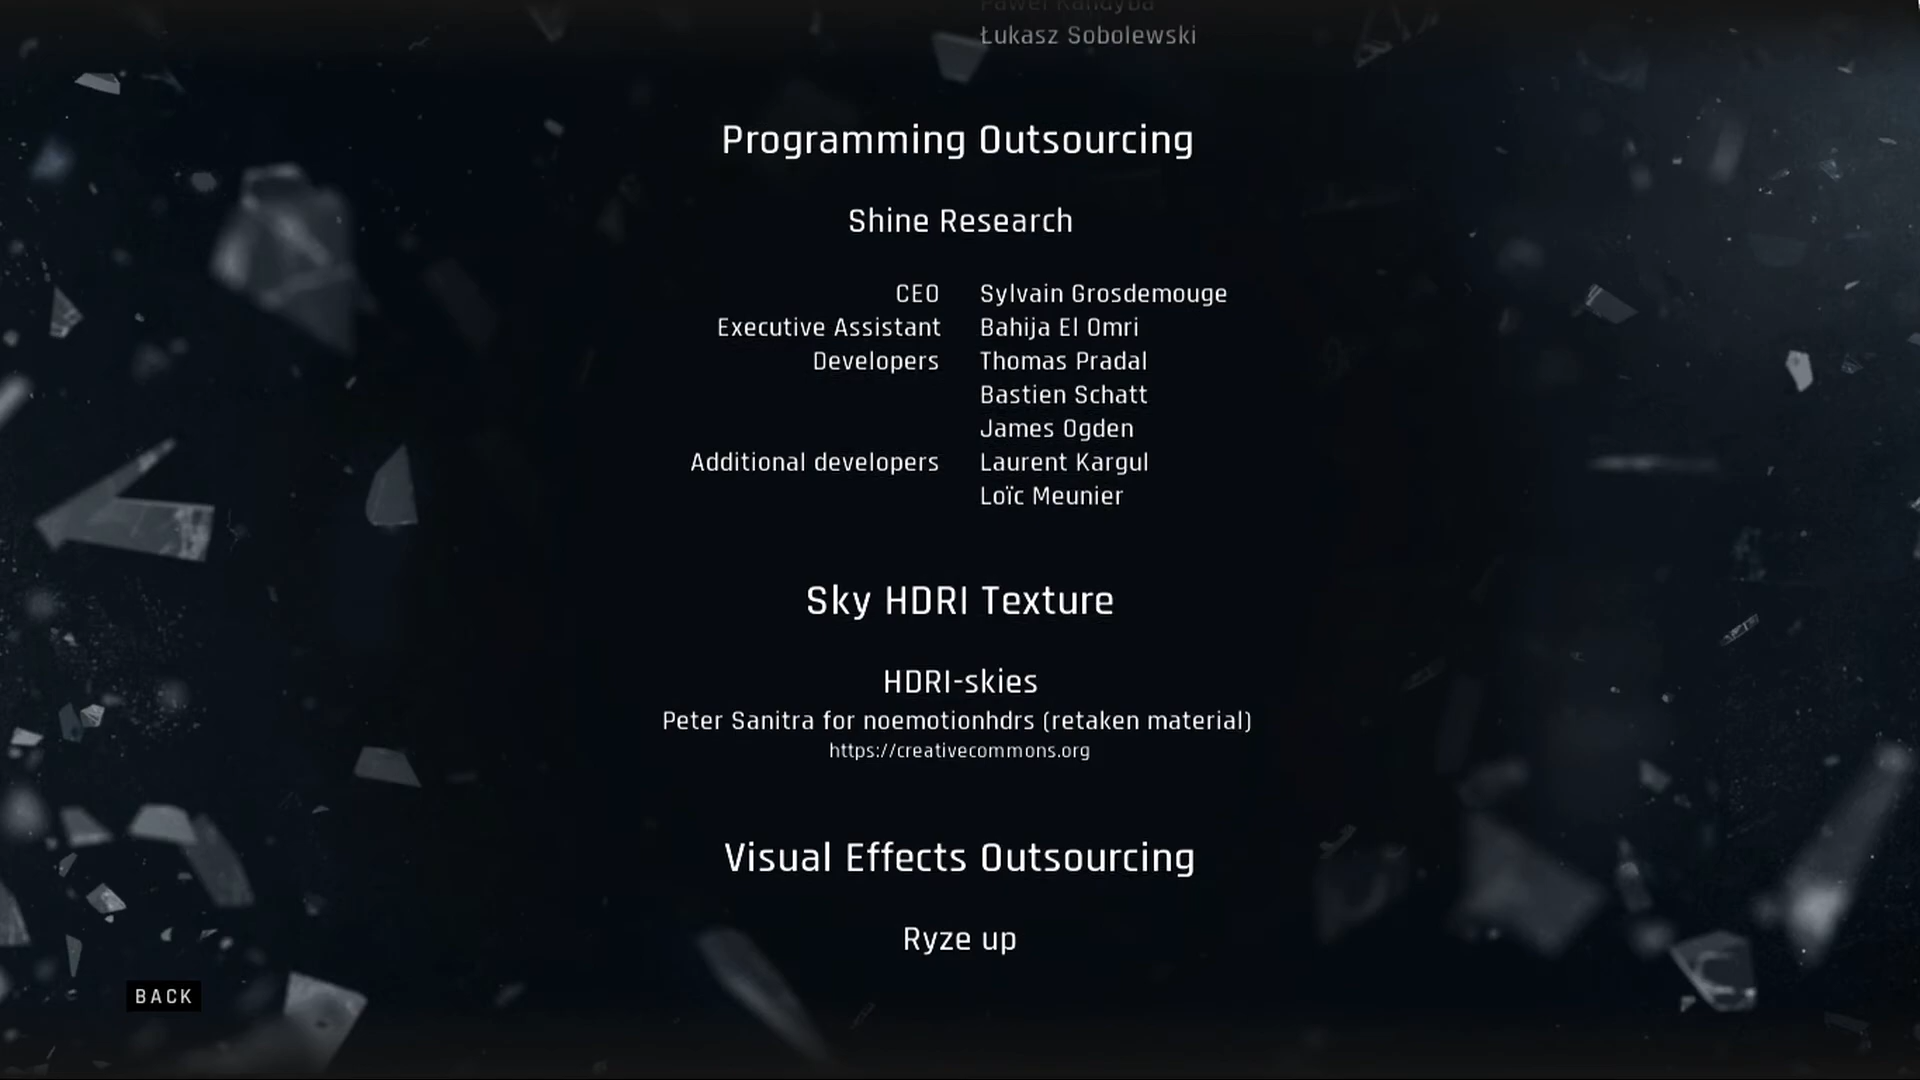 Łukasz Sobolewski
Programming Outsourcing
Shine Research
CEO Sylvain Grosdemouge
Executive Assistant Bahija El Omri
Developers Thomas Pradal
Bastien Schatt
James Ogden
Additional developers Laurent Kargul
Loïc Meunier
Sky HDRI Texture
HDRI-skies
Peter Sanitra for noemotionhdrs (retaken material)
https://creativecommons.org
Visual Effects Outsourcing
Ryze up
BACK